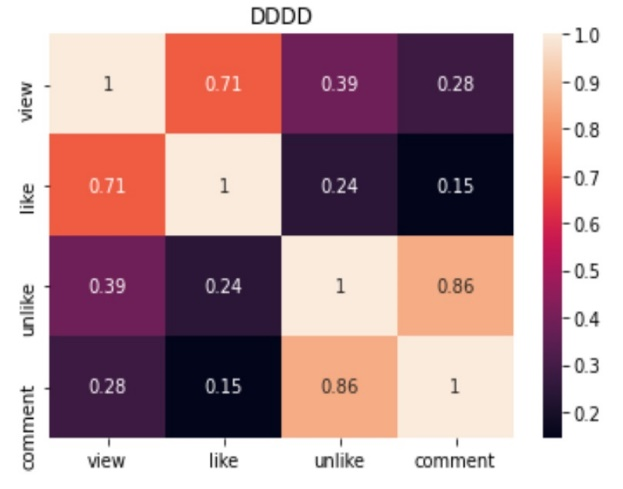 DDDD
view 1 0.71 0.39 0.28
like 0.71 1 0.24 0.15
unlike 0.39 0.24 1 0.86
comment 0.28 0.15 0.86 1
view like unlike comment
1.0
0.9
0.8
0.7
0.6
0.5
0.4
0.3
0.2